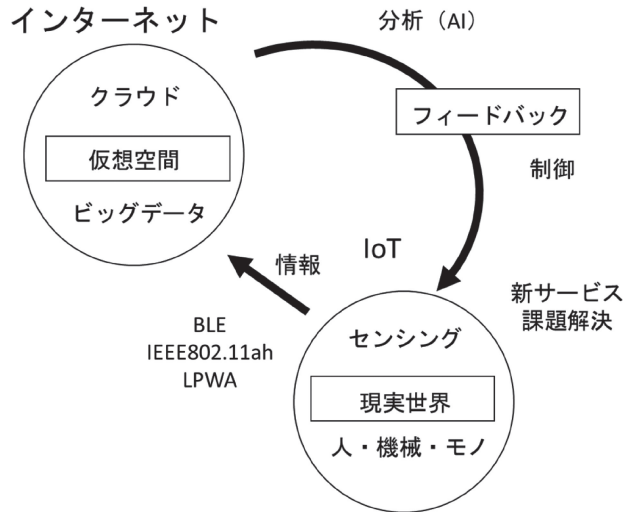 インターネット
分析（AI）
クラウド
フィードバック
仮想空間
制御
ビッグデータ
IoT
情報
新サービス
課題解決
BLE
IEEE802.11ah
LPWA
センシング
現実世界
人・機械・モノ